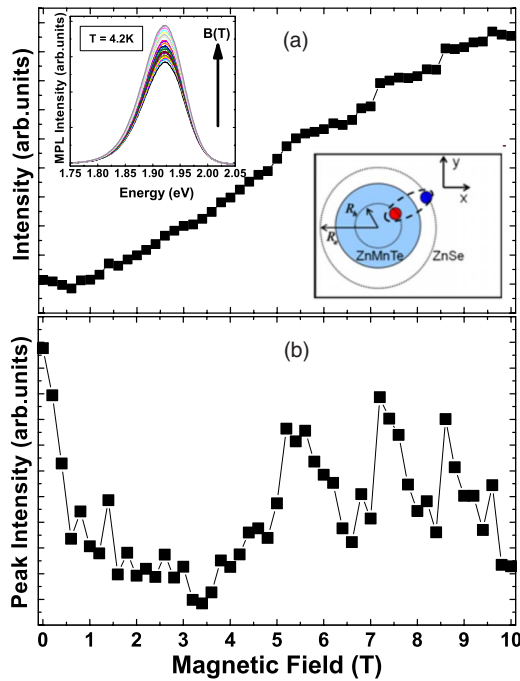 Intensity (arb.units)
(a)
T = 4.2K
B(T)
MPL Intensity (arb.units)
1.75 1.80 1.85 1.90 1.95 2.00 2.05
Energy (eV)
y
x
Rh
ZnMnTe
ZnSe
(b)
Peak Intensity (arb.units)
0 1 2 3 4 5 6 7 8 9 10
Magnetic Field (T)